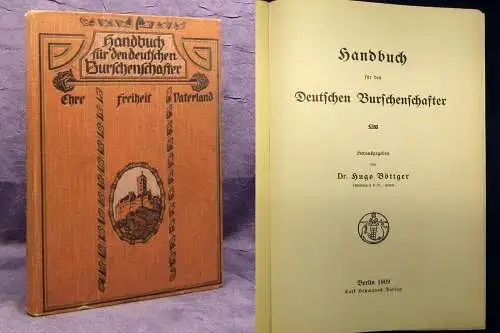 Handbuch
für den deutschen
Burschenschafter
Ehre Freiheit Vaterland
Handbuch
für den
Deutschen Burschenschafter
Herausgegeben
von
Dr. Hugo Böttger
Berlin 1909
Carl Heymanns Verlag